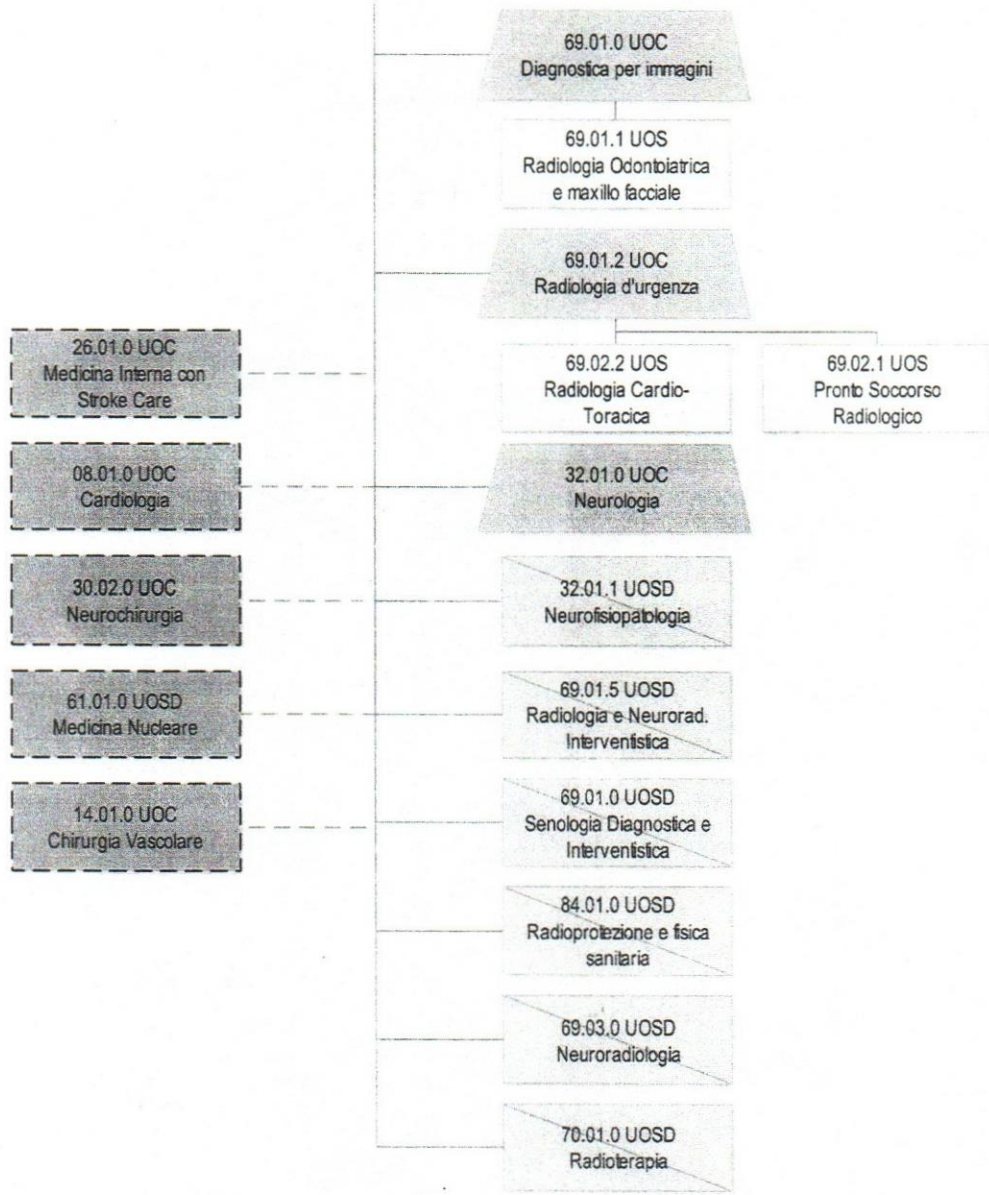 69.01.0 UOC
Diagnostica per immagini
69.01.1 UOS
Radiologia Odontoiatrica
e maxillo facciale
69.01.2 UOC
Radiologia d'urgenza
26.01.0 UOC
Medicina Interna con
Stroke Care
69.02.2 UOS
Radiologia Cardio-
Toracica
69.02.1 UOS
Pronto Soccorso
Radiologico
08.01.0 UOC
Cardiologia
32.01.0 UOC
Neurologia
30.02.0 UOC
Neurochirurgia
32.01.1 UOSD
Neurofisiopatologia
61.01.0 UOSD
Medicina Nucleare
69.01.5 UOSD
Radiologia e Neurorad.
Interventistica
14.01.0 UOC
Chirurgia Vascolare
69.01.0 UOSD
Senologia Diagnostica e
Interventistica
84.01.0 UOSD
Radioprotezione e fisica
sanitaria
69.03.0 UOSD
Neuroradiologia
70.01.0 UOSD
Radioterapia